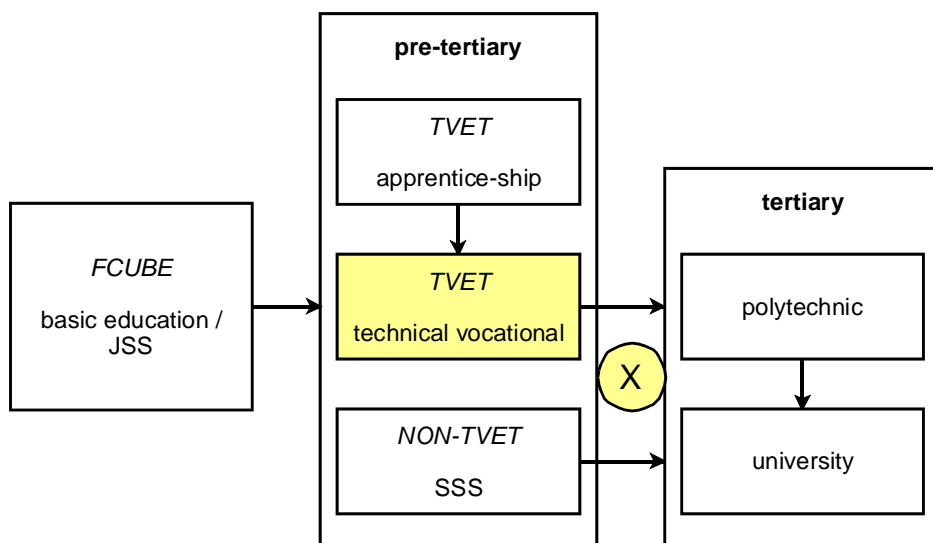 pre-tertiary
TVET
apprentice-ship
tertiary
FCUBE
basic education /
JSS
TVET
technical vocational
polytechnic
X
NON-TVET
SSS
university